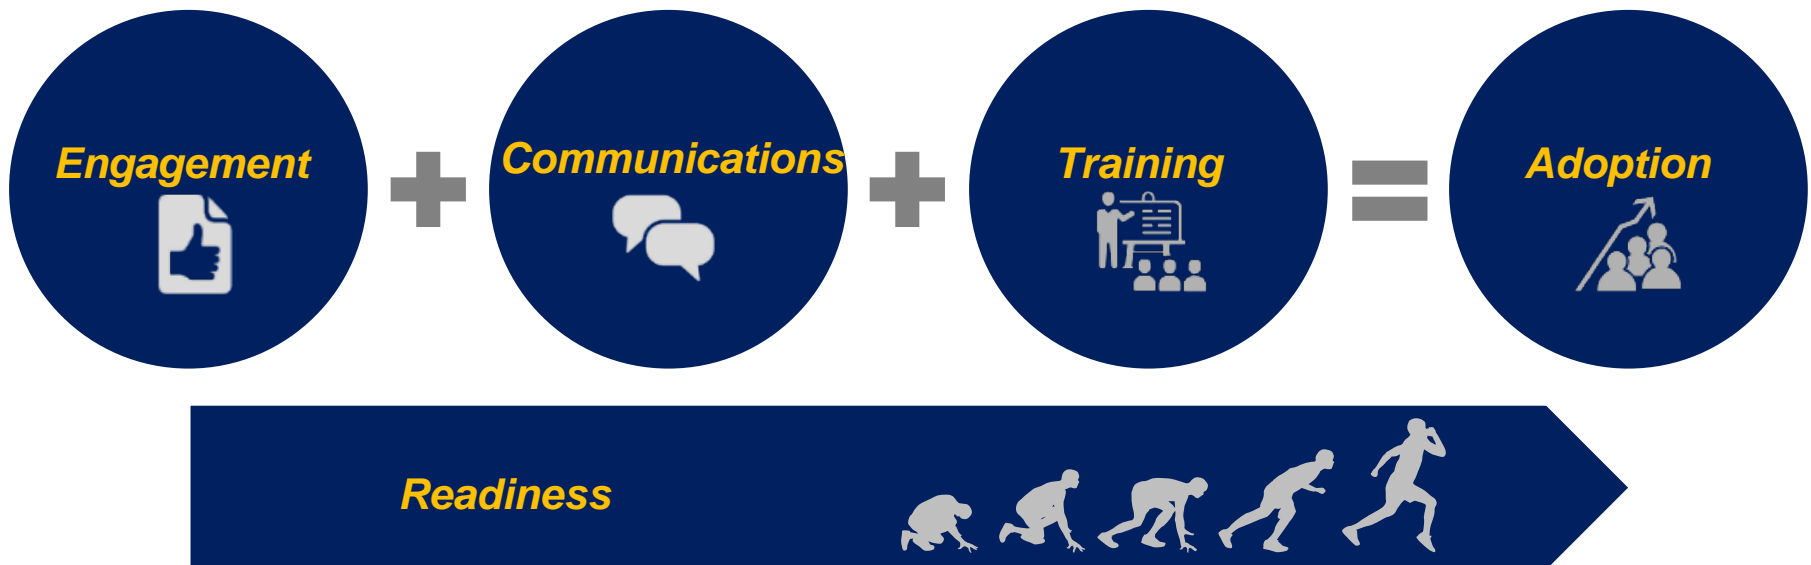 Engagement
Communications
Training
Adoption
Readiness